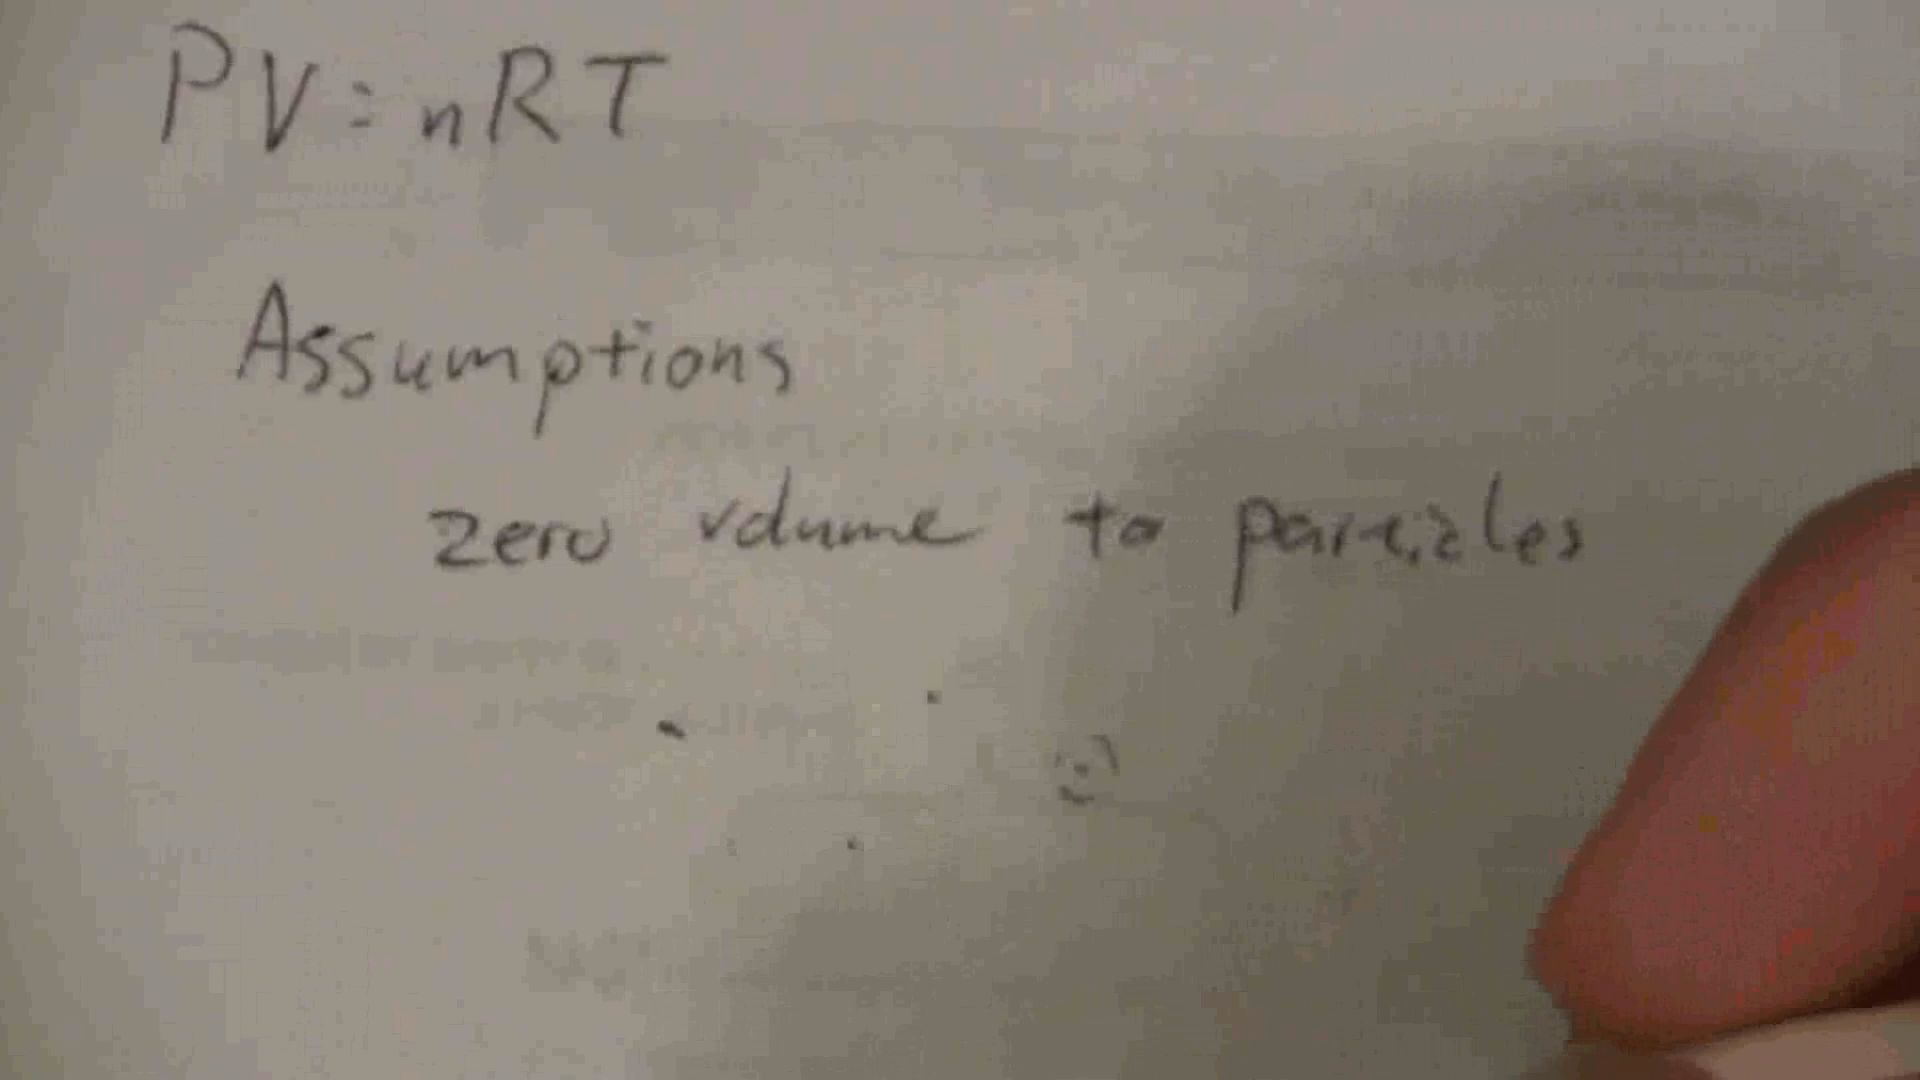 PV = nRT
Assumptions
zero volume to particles